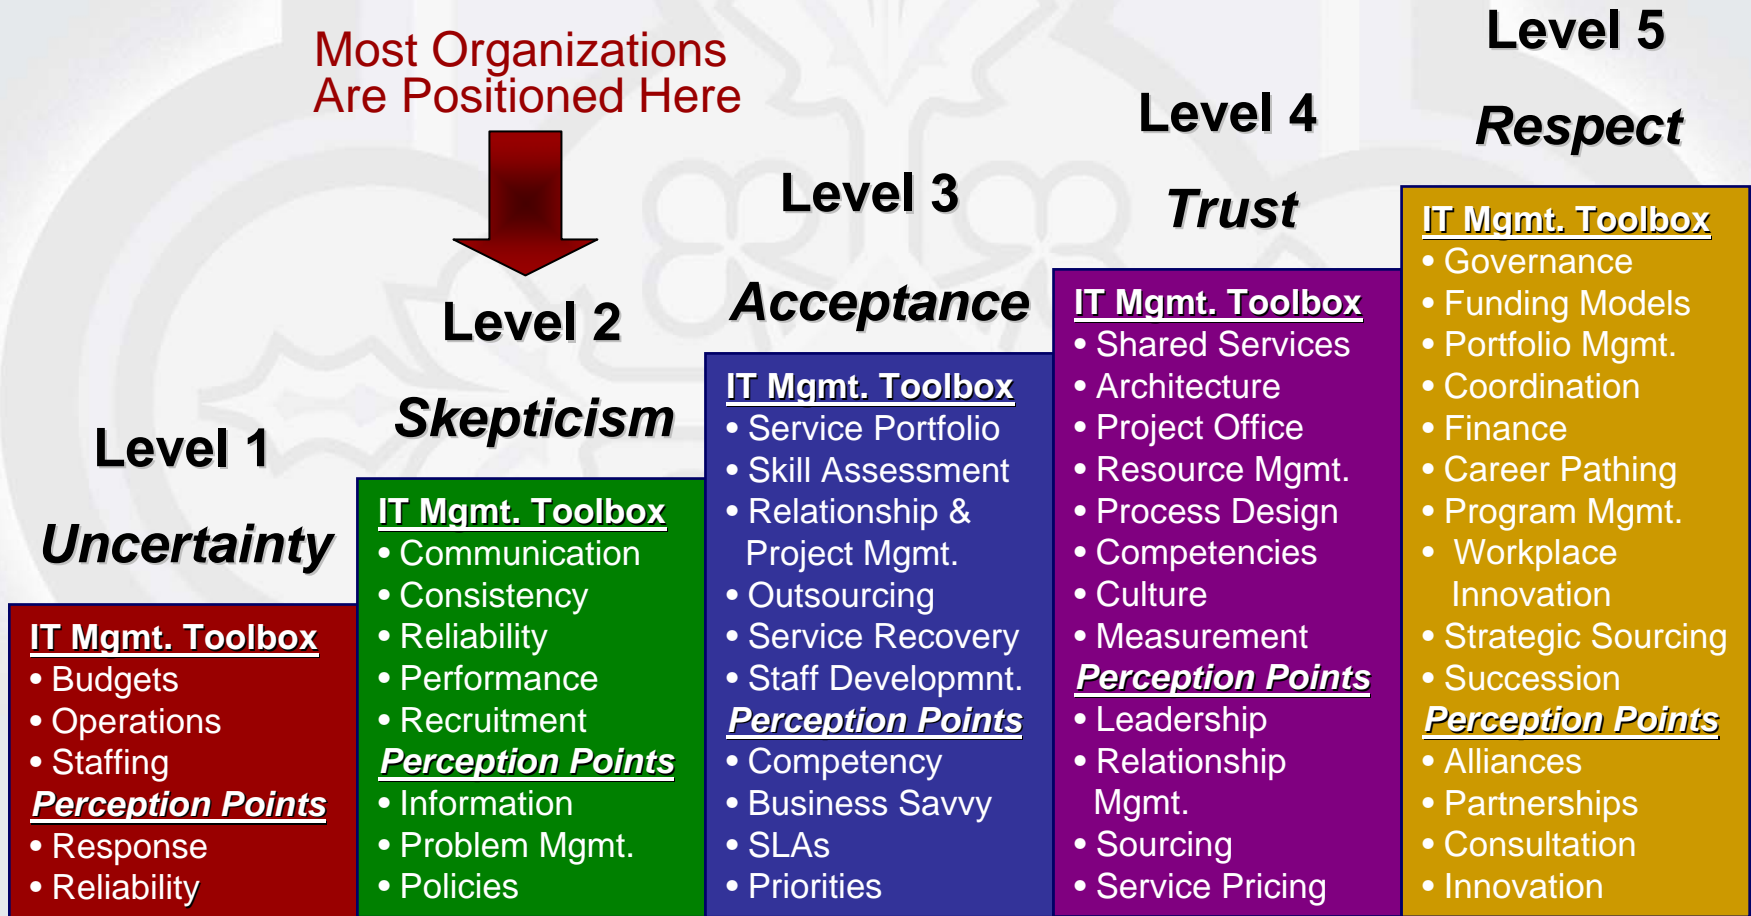 Most Organizations
Are Positioned Here
Level 1
Uncertainty
IT Mgmt. Toolbox
• Budgets
• Operations
• Staffing
Perception Points
• Response
• Reliability
Level 2
Skepticism
IT Mgmt. Toolbox
• Communication
• Consistency
• Reliability
• Performance
• Recruitment
Perception Points
• Information
• Problem Mgmt.
• Policies
Level 3
Acceptance
IT Mgmt. Toolbox
• Service Portfolio
• Skill Assessment
• Relationship &
Project Mgmt.
• Outsourcing
• Service Recovery
• Staff Developmnt.
Perception Points
• Competency
• Business Savvy
• SLAs
• Priorities
Level 4
Trust
IT Mgmt. Toolbox
• Shared Services
• Architecture
• Project Office
• Resource Mgmt.
• Process Design
• Competencies
• Culture
• Measurement
Perception Points
• Leadership
• Relationship
Mgmt.
• Sourcing
• Service Pricing
Level 5
Respect
IT Mgmt. Toolbox
• Governance
• Funding Models
• Portfolio Mgmt.
• Coordination
• Finance
• Career Pathing
• Program Mgmt.
• Workplace
Innovation
• Strategic Sourcing
• Succession
Perception Points
• Alliances
• Partnerships
• Consultation
• Innovation